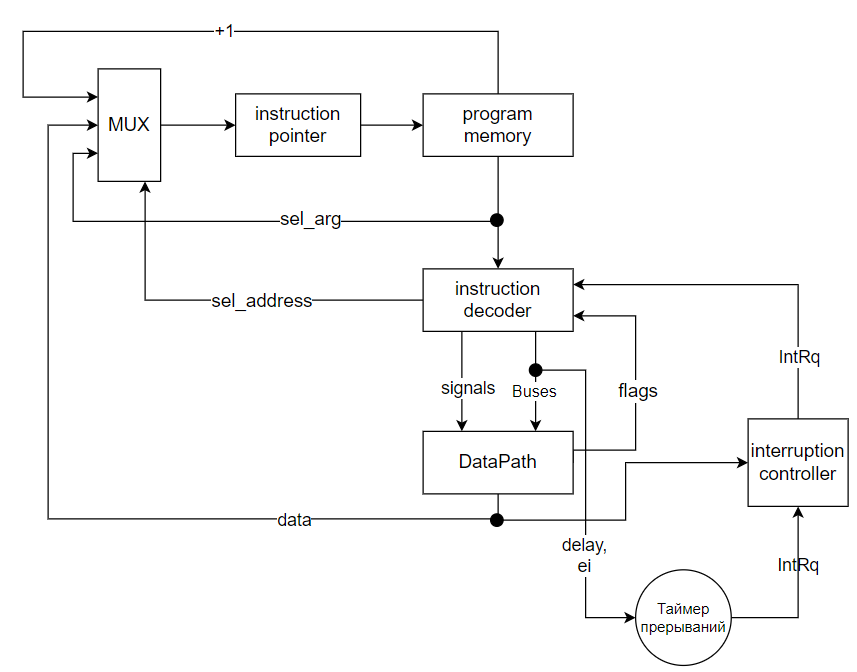 +1
MUX
instruction
pointer
program
memory
sel_arg
sel_address
instruction
decoder
IntRq
signals
Buses
flags
DataPath
interruption
controller
data
delay,
ei
IntRq
Таймер
прерываний